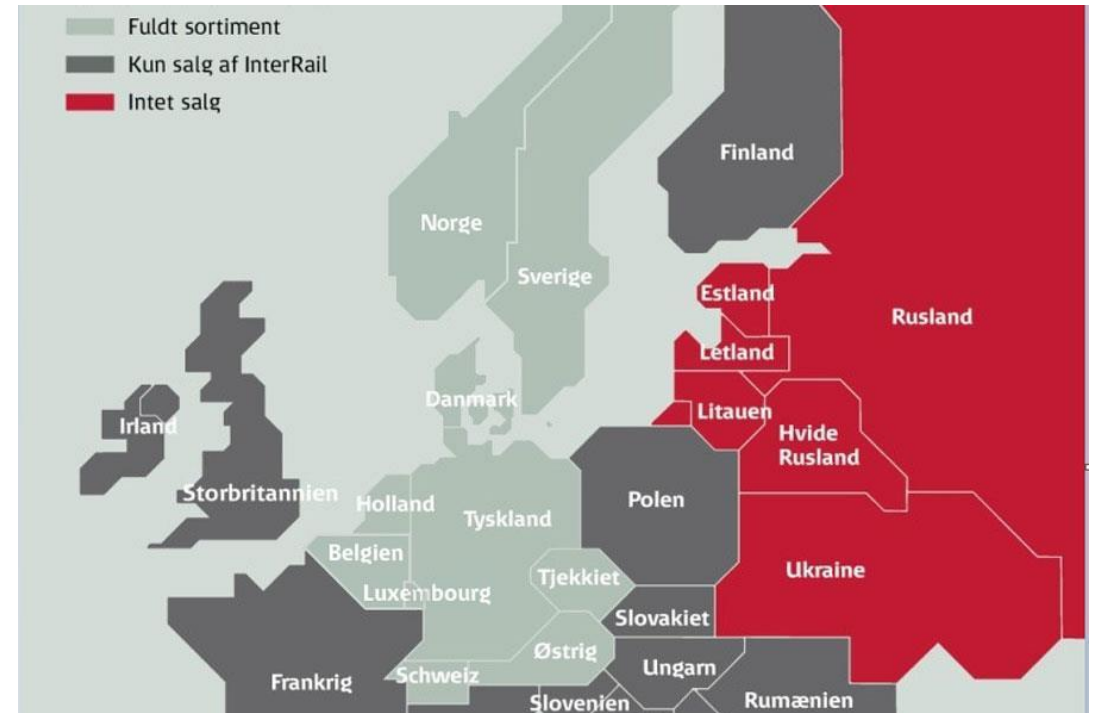 Fuldt sortiment
Kun salg af InterRail
Intet salg
Finland
Norge
Sverige
Estland
Rusland
Letland
Danmark
Litauen
Irland
Hvide
Rusland
Storbritannien
Holland
Polen
Tyskland
Belgien
Tjekkiet
Ukraine
Luxembourg
Slovakiet
Østrig
Ungarn
Schweiz
Frankrig
Slovenien
Rumænien